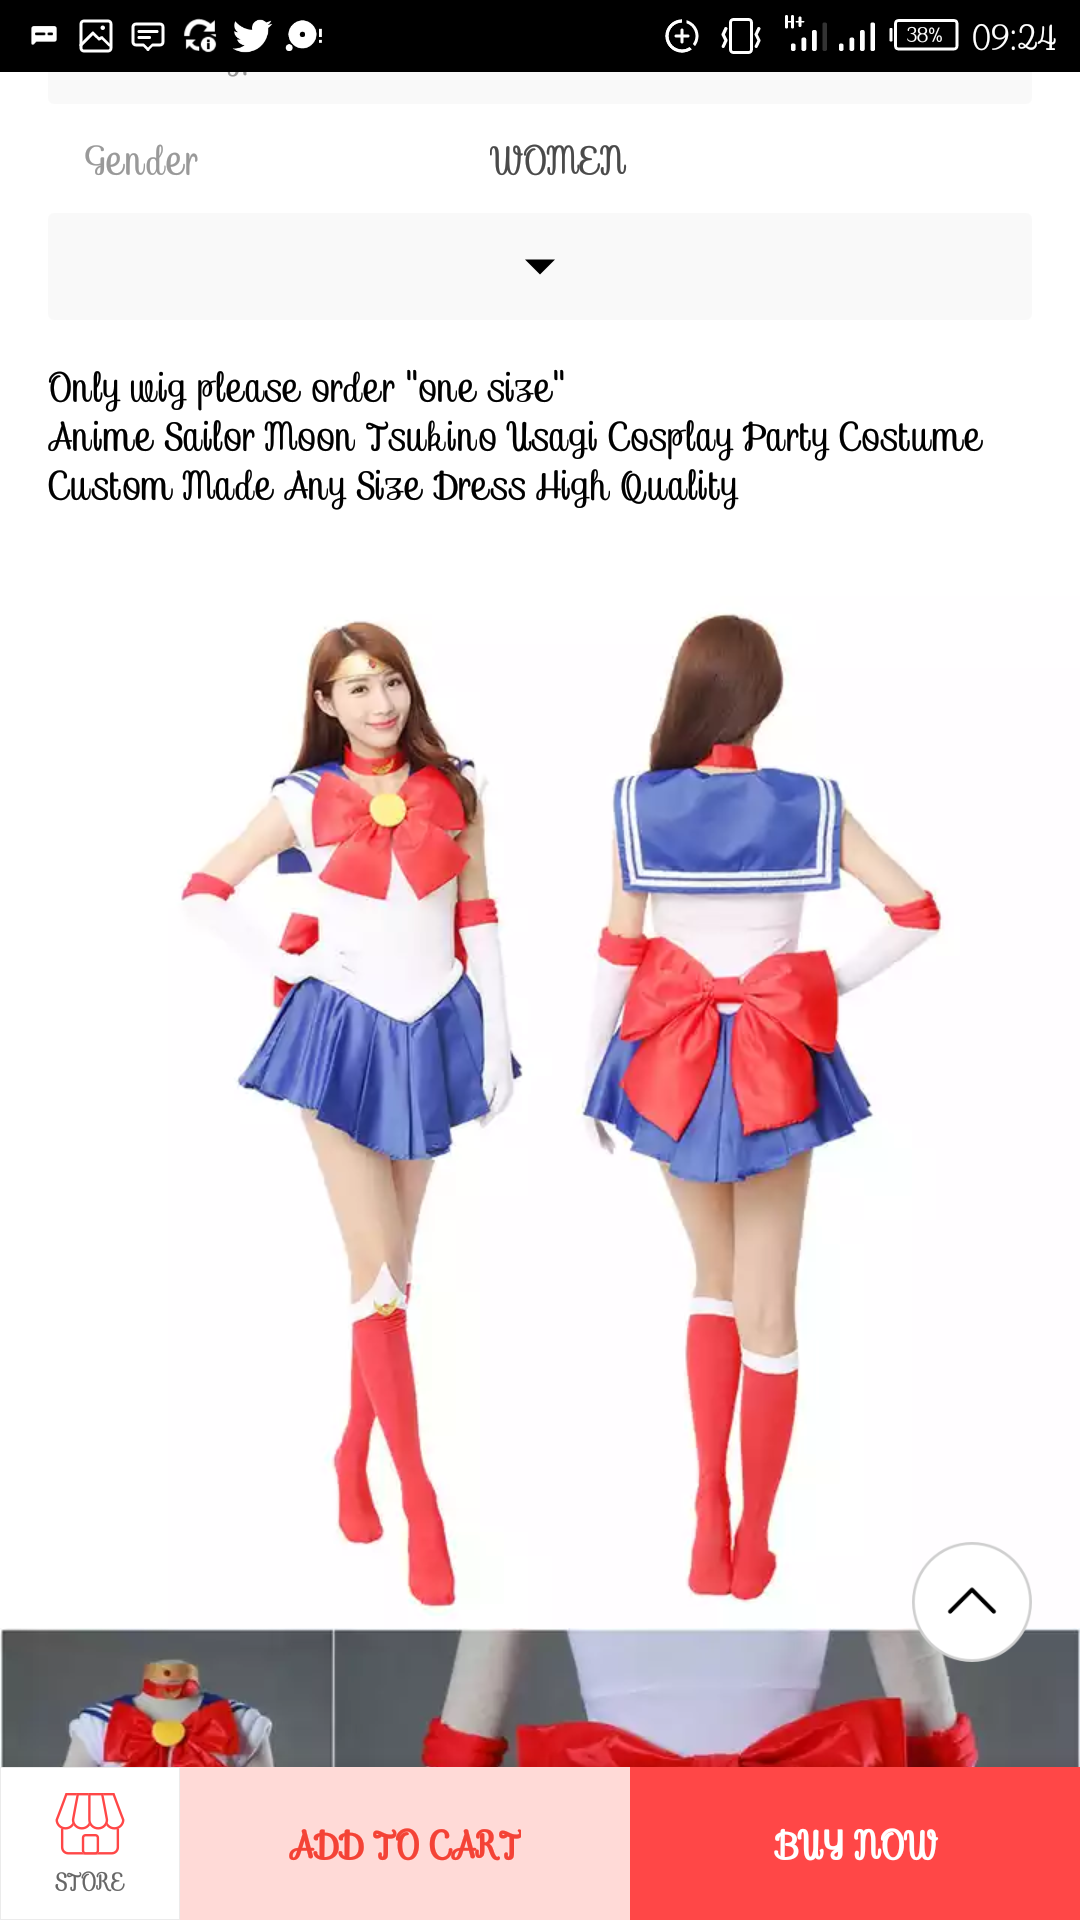 H+
38%
09:24
Gender WOMEN
Only wig please order "one size"
Anime Sailor Moon Tsukino Usagi Cosplay Party Costume
Custom Made Any Size Dress High Quality
STORE
ADD TO CART
BUY NOW